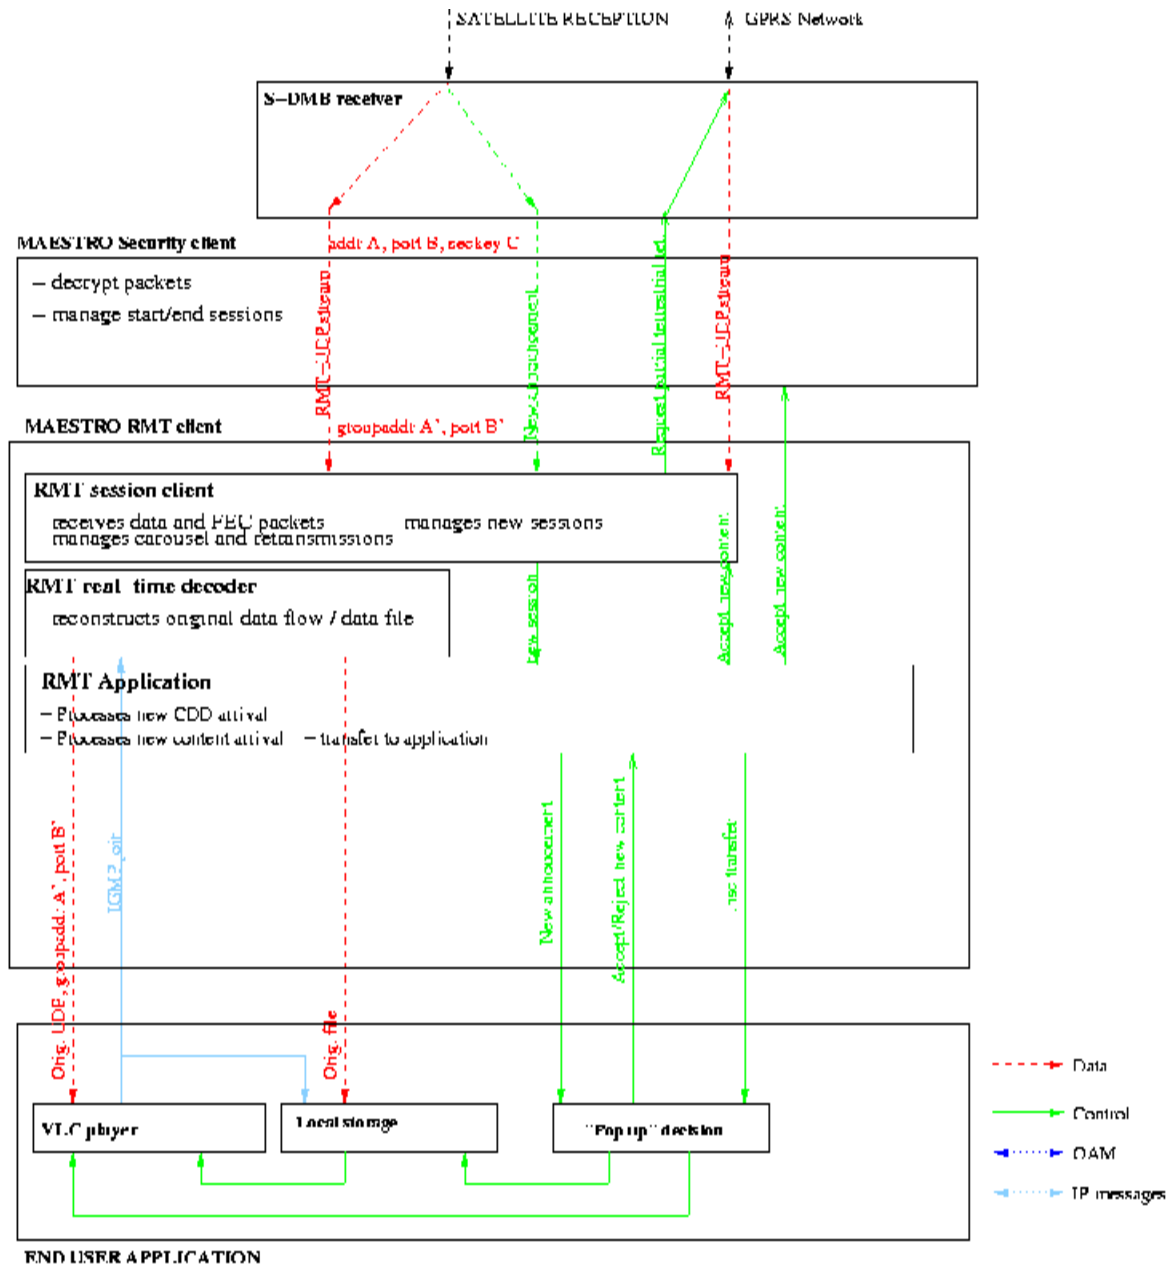 SATELLITE RECEPTION
GPRS Network
S-DMB receiver
MAESTRO Security client
addr A, port B, seckey C
- decrypt packets
- manage start/end sessions
RMT-UDP stream
New announcement
Request partial terrestrial
RMT-UDP stream
MAESTRO RMT client
groupaddr A', port B'
RMT session client
receives data and FEC packets
manages new sessions
manages carousel and retransmissions
RMT real-time decoder
reconstructs original data flow / data file
new session
Accept new content
Accept new content
RMT Application
- Processes new CDD arrival
- Processes new content arrival
- transfer to application
Orig. UDP, groupaddr A', port B'
IGMP join
Orig. file
New annoucement
Accept/Reject new content
transfer
VLC player
Local storage
"Pop up" decision
END USER APPLICATION
Data
Control
OAM
IP messages